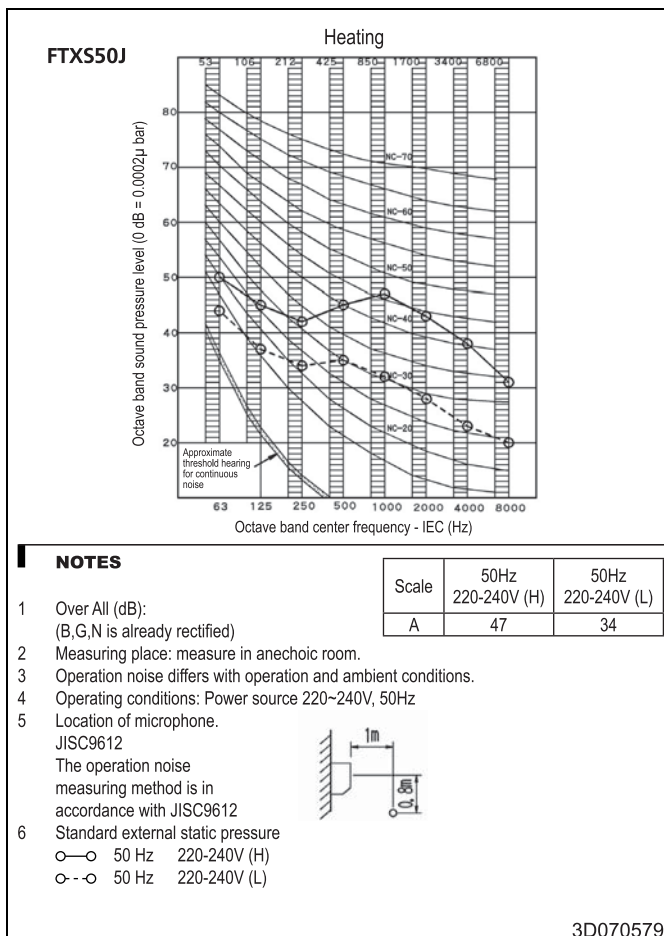 FTXS50J
Heating
53 106 212 425 850 1700 3400 6800
Octave band sound pressure level (0 dB = 0.0002μ bar)
80
70
60
50
40
30
20
NC-70
NC-60
NC-50
NC-40
NC-30
NC-20
Approximate
threshold hearing
for continuous
noise
63 125 250 500 1000 2000 4000 8000
Octave band center frequency - IEC (Hz)
NOTES
Scale 50Hz 220-240V (H) 50Hz 220-240V (L)
A 47 34
1 Over All (dB):
(B,G,N is already rectified)
2 Measuring place: measure in anechoic room.
3 Operation noise differs with operation and ambient conditions.
4 Operating conditions: Power source 220~240V, 50Hz
5 Location of microphone.
JISC9612
The operation noise
measuring method is in
accordance with JISC9612
1m
0.8m
6 Standard external static pressure
50 Hz 220-240V (H)
50 Hz 220-240V (L)
3D070579